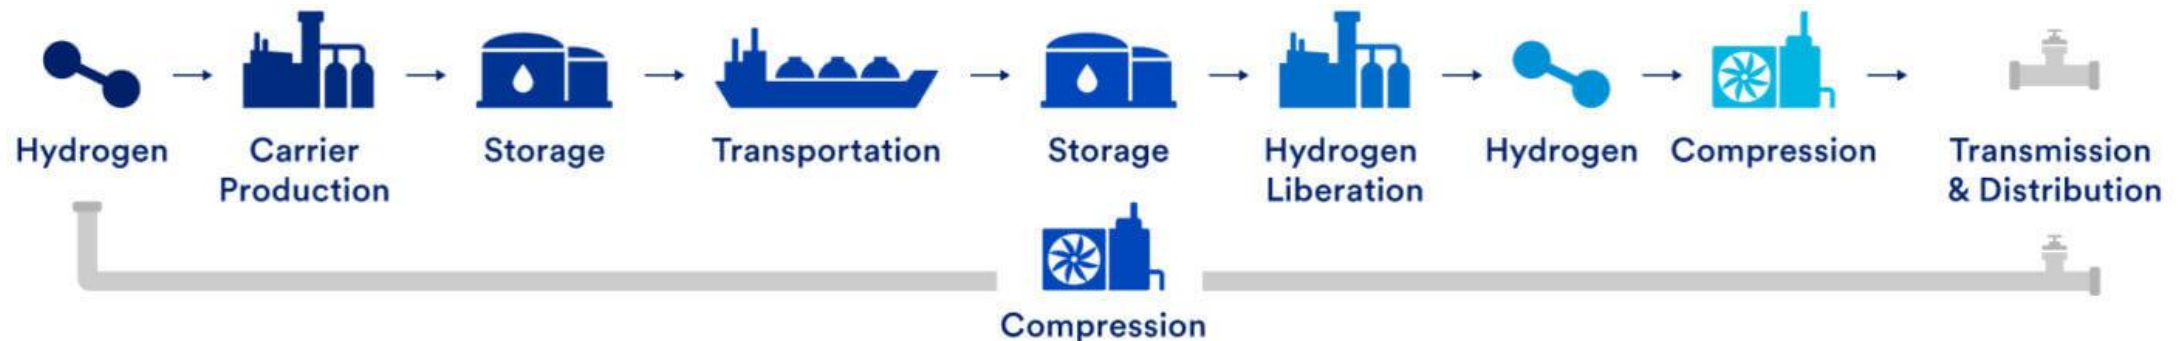 Hydrogen
Carrier
Production
Storage
Transportation
Storage
Hydrogen
Liberation
Hydrogen
Compression
Transmission
& Distribution
Compression